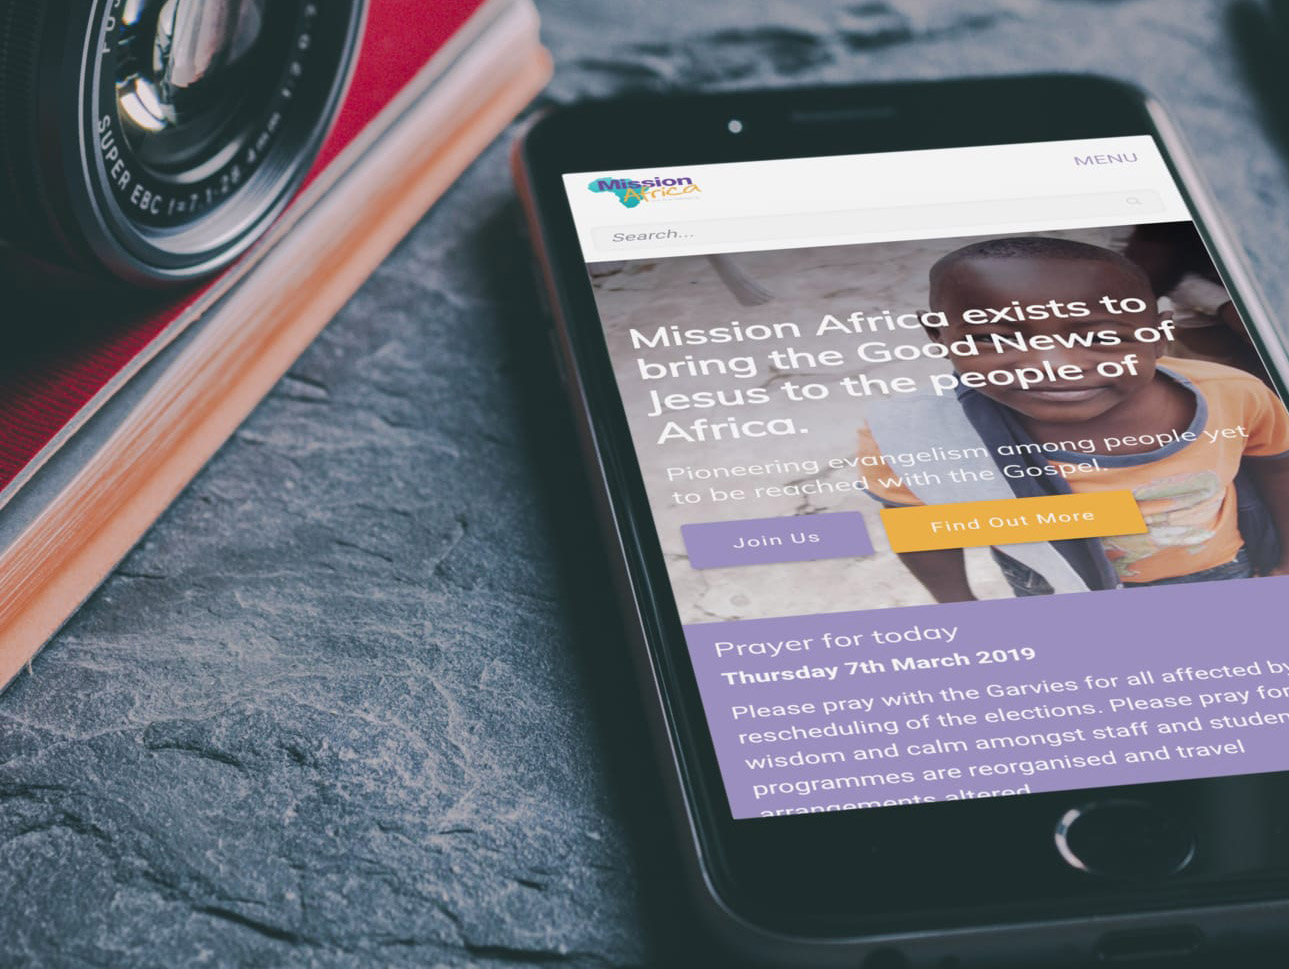 SUPER EBC f=7.1-28.4mm 1:2.0
Mission
Africa
MENU
Search...
Mission Africa exists to
bring the Good News of
Jesus to the people of
Africa.
Pioneering evangelism among people yet
to be reached with the Gospel.
Join Us
Find Out More
Prayer for today
Thursday 7th March 2019
Please pray with the Garvies for all affected by
rescheduling of the elections. Please pray for
wisdom and calm amongst staff and studen
programmes are reorganised and travel
arrangements altered